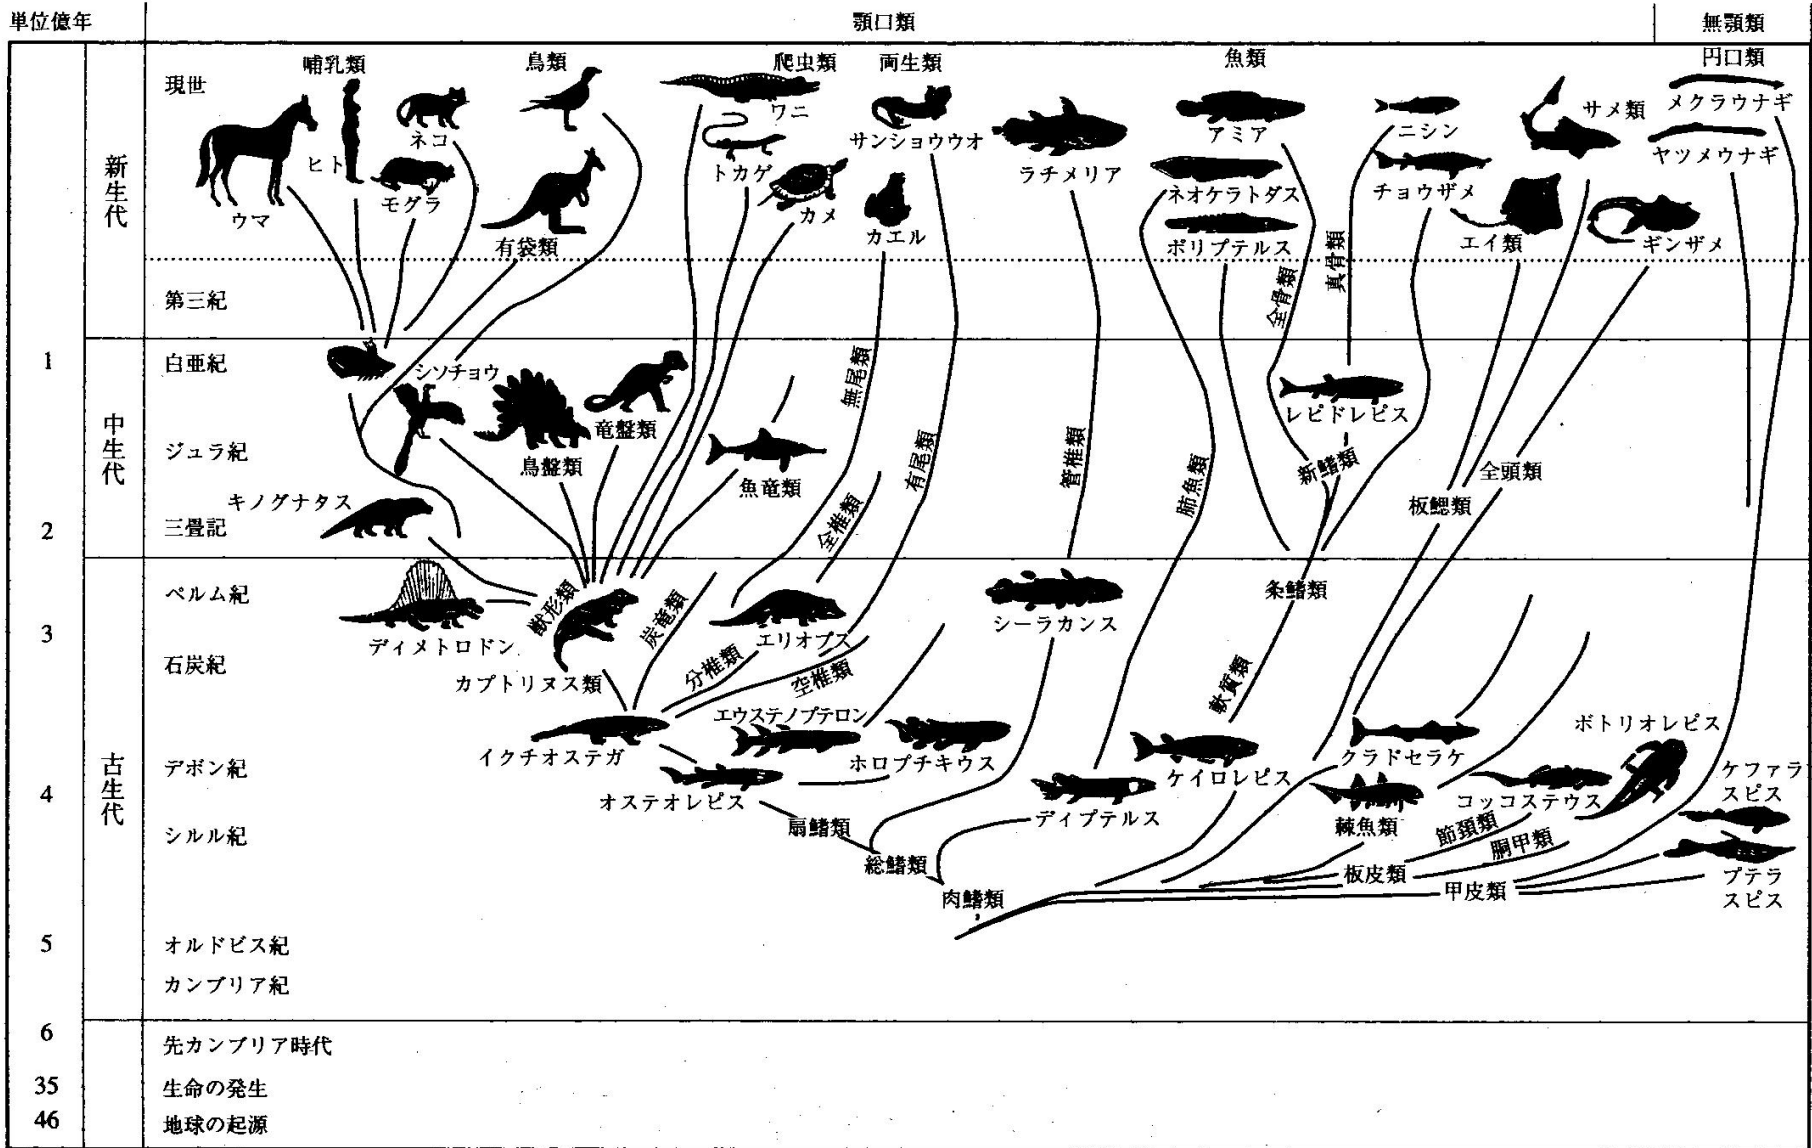 単位億年
顎口類
無顎類
哺乳類
鳥類
爬虫類
両生類
魚類
円口類
現世
ワニ
サメ類
メクラウナギ
ネコ
サンショウウオ
アミア
ニシン
ヤツメウナギ
ヒト
トカゲ
ラチメリア
新生代
モグラ
ネオケラトダス
チョウザメ
ウマ
カメ
有袋類
カエル
ポリプテルス
エイ類
ギンザメ
真骨類
全骨類
第三紀
1
白亜紀
シソチョウ
無尾類
レピドレピス
中生代
竜盤類
ジュラ紀
鳥盤類
有尾類
管椎類
肺魚類
新鰭類
全頭類
魚竜類
板鰓類
キノグナタス
全椎類
2
三畳記
ペルム紀
獣形類
炭竜類
条鰭類
3
ディメトロドン
エリオプス
シーラカンス
石炭紀
カプトリヌス類
分椎類
空椎類
軟質類
エウステノプテロン
ボトリオレピス
イクチオステガ
ホロプチキウス
クラドセラケ
古生代
デボン紀
ケイロレピス
ケファラ
スピス
4
オステオレピス
コッコステウス
ディプテルス
扇鰭類
棘魚類
節頚類
シルル紀
胴甲類
総鰭類
板皮類
プテラ
スピス
甲皮類
肉鰭類
5
オルドビス紀
カンブリア紀
6
先カンブリア時代
35
生命の発生
46
地球の起源